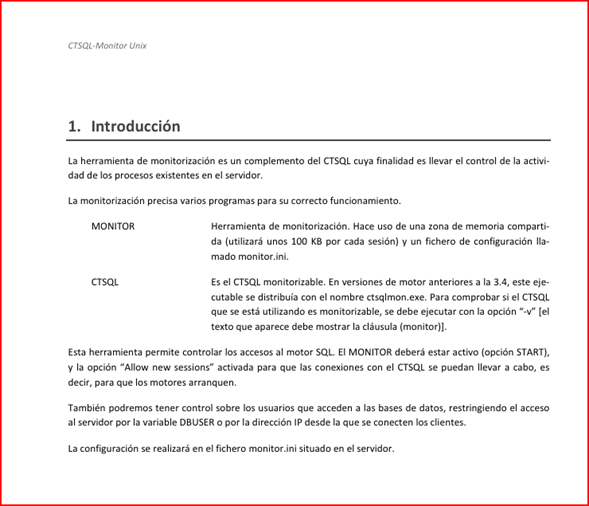 CTSQL-Monitor Unix
1. Introducción
La herramienta de monitorización es un complemento del CTSQL cuya finalidad es llevar el control de la activi-
dad de los procesos existentes en el servidor.
La monitorización precisa varios programas para su correcto funcionamiento.
MONITOR Herramienta de monitorización. Hace uso de una zona de memoria comparti-
da (utilizará unos 100 KB por cada sesión) y un fichero de configuración lla-
mado monitor.ini.
CTSQL Es el CTSQL monitorizable. En versiones de motor anteriores a la 3.4, este eje-
cutable se distribuía con el nombre ctsqlmon.exe. Para comprobar si el CTSQL
que se está utilizando es monitorizable, se debe ejecutar con la opción “-v” [el
texto que aparece debe mostrar la cláusula (monitor)].
Esta herramienta permite controlar los accesos al motor SQL. El MONITOR deberá estar activo (opción START),
y la opción “Allow new sessions” activada para que las conexiones con el CTSQL se puedan llevar a cabo, es
decir, para que los motores arranquen.
También podremos tener control sobre los usuarios que acceden a las bases de datos, restringiendo el acceso
al servidor por la variable DBUSER o por la dirección IP desde la que se conecten los clientes.
La configuración se realizará en el fichero monitor.ini situado en el servidor.